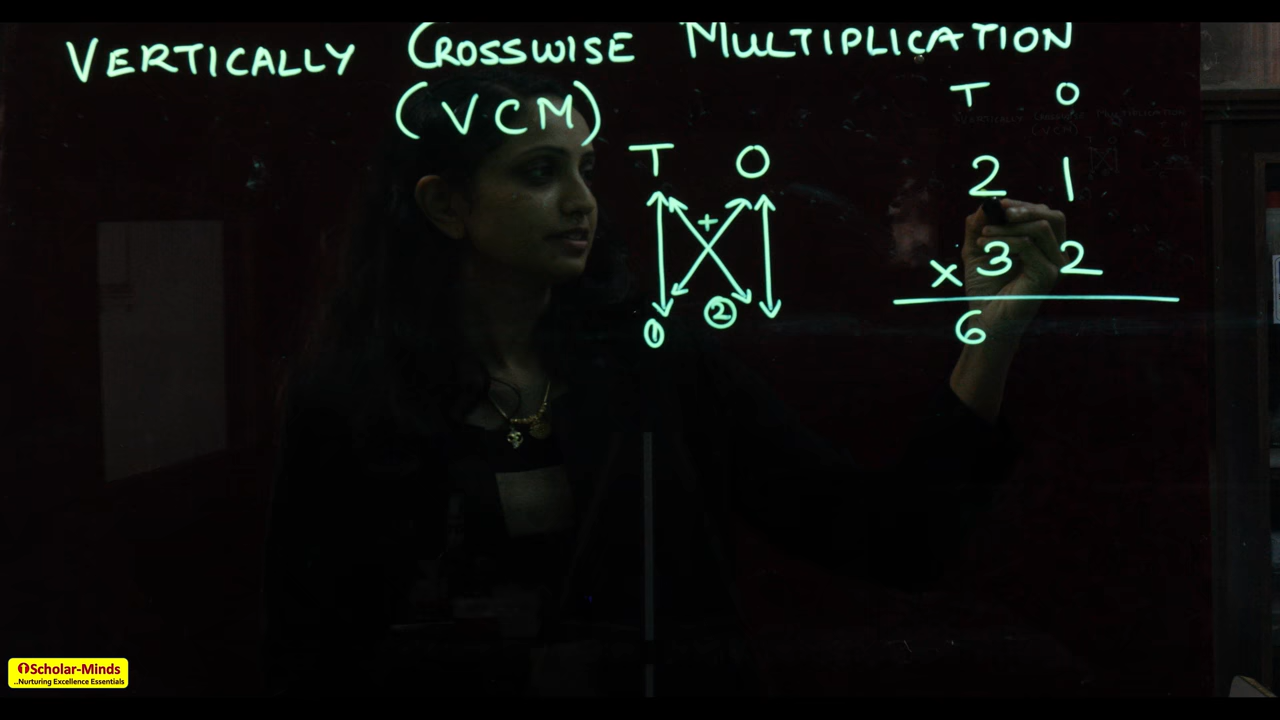 VERTICALLY CROSSWISE MULTIPLICATION
(VCM)
T O
+
① ②
T O
2 1
x 3 2
6
Scholar-Minds
..Nurturing Excellence Essentials